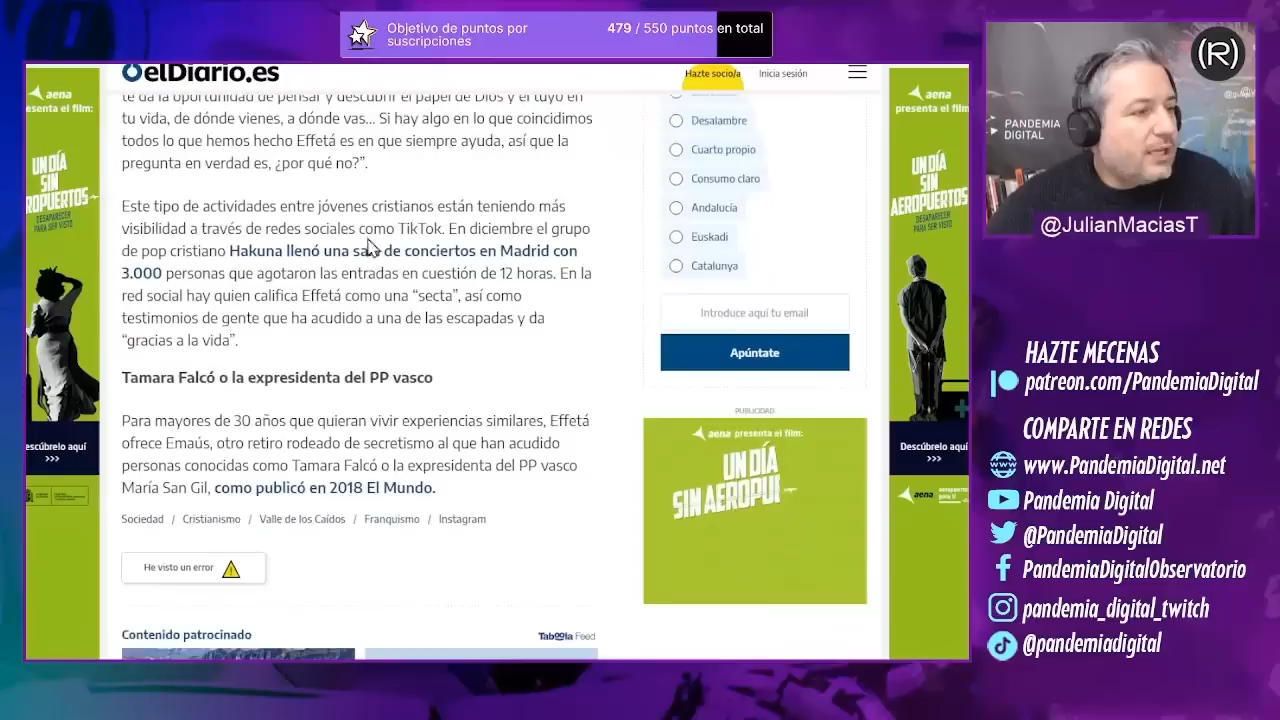 Objetivo de puntos por
suscripciones
479 / 550 puntos en total
elDiario.es
Hazte socio/a
Inicia sesión
te da la oportunidad de pensar y descubrir el papel de Dios y el tuyo en
tu vida, de dónde vienes, a dónde vas... Si hay algo en lo que coincidimos
todos lo que hemos hecho Effetá es en que siempre ayuda, así que la
pregunta en verdad es, ¿por qué no?”.
Este tipo de actividades entre jóvenes cristianos están teniendo más
visibilidad a través de redes sociales como TikTok. En diciembre el grupo
de pop cristiano Hakuna llenó una sala de conciertos en Madrid con
3.000 personas que agotaron las entradas en cuestión de 12 horas. En la
red social hay quien califica Effetá como una “secta”, así como
testimonios de gente que ha acudido a una de las escapadas y da
“gracias a la vida”.
Tamara Falcó o la expresidenta del PP vasco
Para mayores de 30 años que quieran vivir experiencias similares, Effetá
ofrece Emaús, otro retiro rodeado de secretismo al que han acudido
personas conocidas como Tamara Falcó o la expresidenta del PP vasco
María San Gil, como publicó en 2018 El Mundo.
Sociedad / Cristianismo / Valle de los Caídos / Franquismo / Instagram
He visto un error
Contenido patrocinado
Taboola Feed
Desalambre
Cuarto propio
Consumo claro
Andalucía
Euskadi
Catalunya
Introduce aquí tu email
Apúntate
PUBLICIDAD
aena presenta el film:
UN DÍA
SIN AEROPU
aena
esenta el film:
UN DÍA
SIN
ROPUERTOS
DESAPARECER
PARA SER VISTO
escúbrelo aquí
>>>
aena
presenta el film:
UN DÍA
SIN
AEROPUERTOS
DESAPARECER
PARA SER VISTO
Descúbrelo aquí
>>>
aena
PANDEMIA
DIGITAL
(R)
@JulianMaciasT
HAZTE MECENAS
patreon.com/PandemiaDigital
COMPARTE EN REDES
www.PandemiaDigital.net
Pandemia Digital
@PandemiaDigital
PandemiaDigitalObservatorio
pandemia_digital_twitch
@pandemiadigital